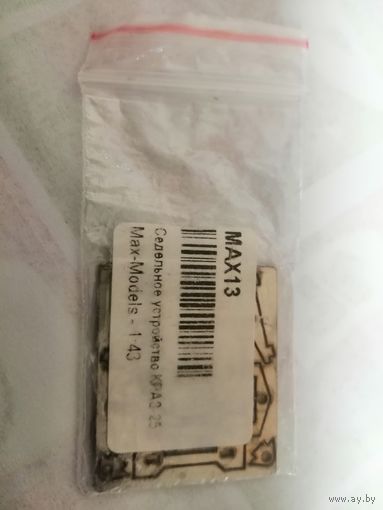 MAX13
Седельное устройство КРАЗ 25
Max-Models - 1:43
www.ay.by